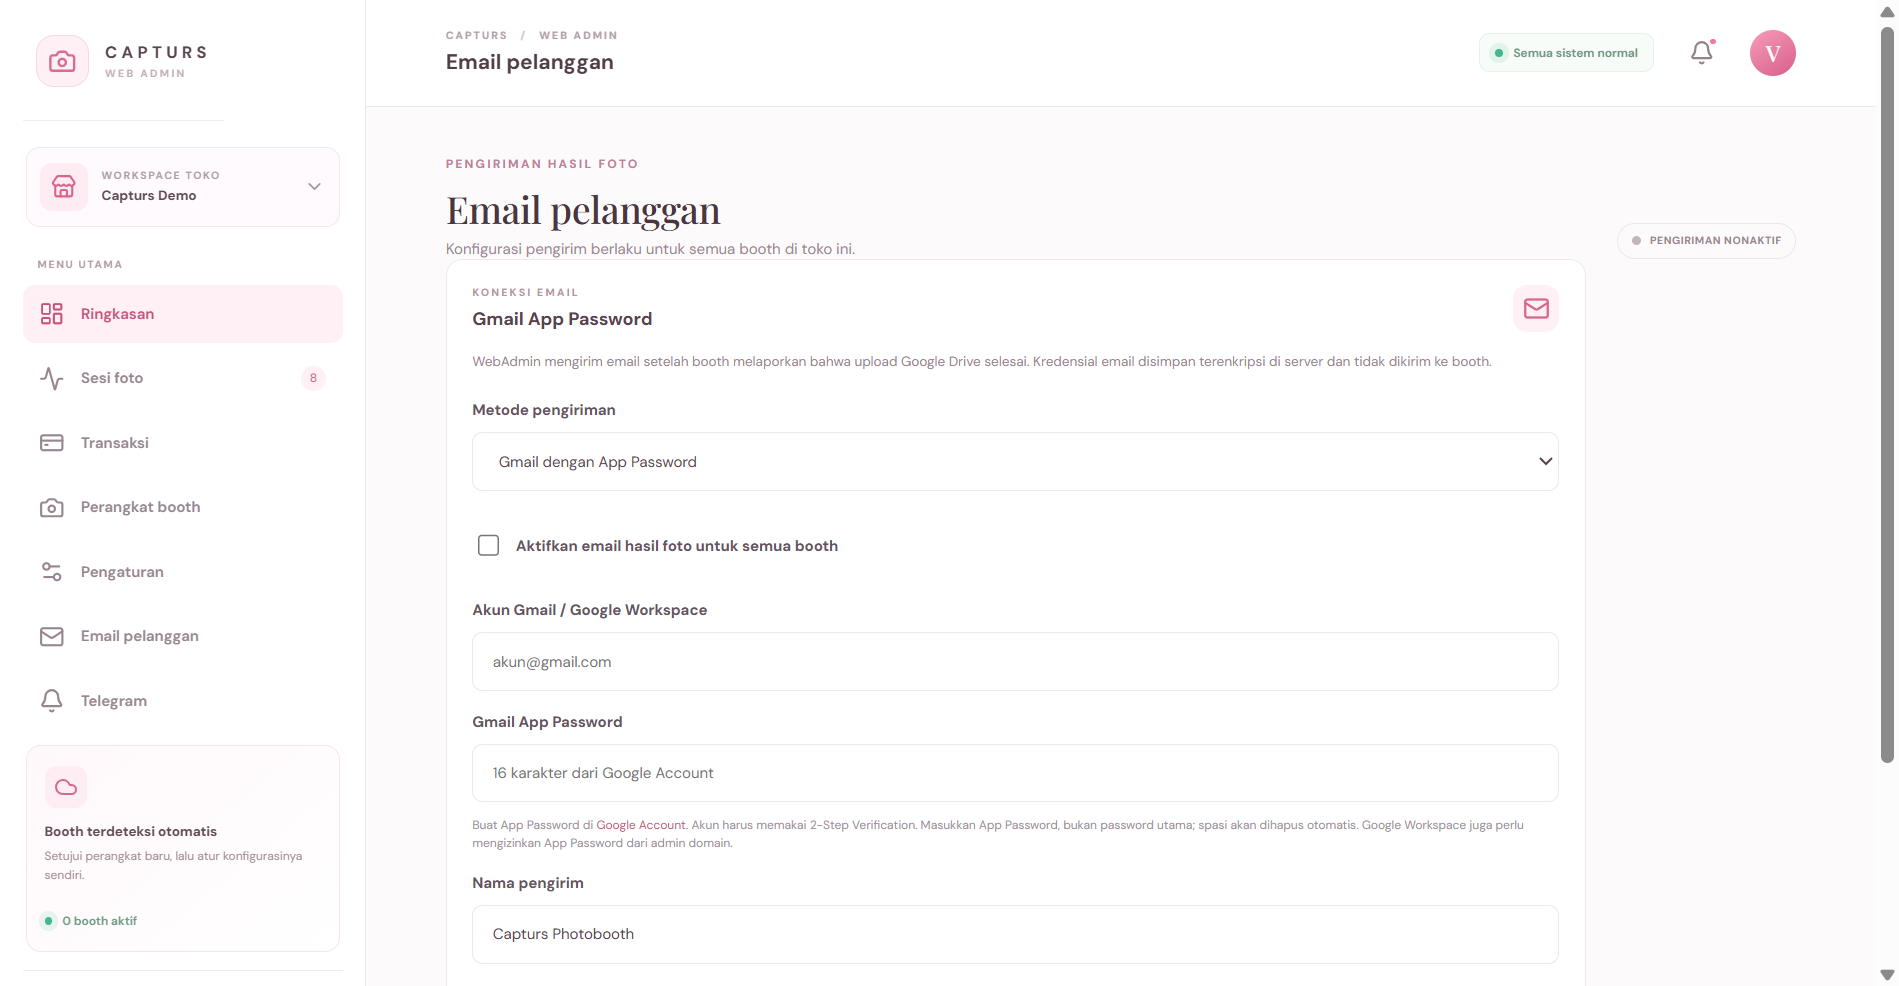 CAPTURS
WEB ADMIN
WORKSPACE TOKO
Capturs Demo
MENU UTAMA
Ringkasan
Sesi foto
8
Transaksi
Perangkat booth
Pengaturan
Email pelanggan
Telegram
Booth terdeteksi otomatis
Setujui perangkat baru, lalu atur konfigurasinya
sendiri.
0 booth aktif
CAPTURS / WEB ADMIN
Email pelanggan
Semua sistem normal
V
PENGIRIMAN HASIL FOTO
Email pelanggan
Konfigurasi pengirim berlaku untuk semua booth di toko ini.
PENGIRIMAN NONAKTIF
KONEKSI EMAIL
Gmail App Password
WebAdmin mengirim email setelah booth melaporkan bahwa upload Google Drive selesai. Kredensial email disimpan terenkripsi di server dan tidak dikirim ke booth.
Metode pengiriman
Gmail dengan App Password
Aktifkan email hasil foto untuk semua booth
Akun Gmail / Google Workspace
akun@gmail.com
Gmail App Password
16 karakter dari Google Account
Buat App Password di Google Account. Akun harus memakai 2-Step Verification. Masukkan App Password, bukan password utama; spasi akan dihapus otomatis. Google Workspace juga perlu
mengizinkan App Password dari admin domain.
Nama pengirim
Capturs Photobooth